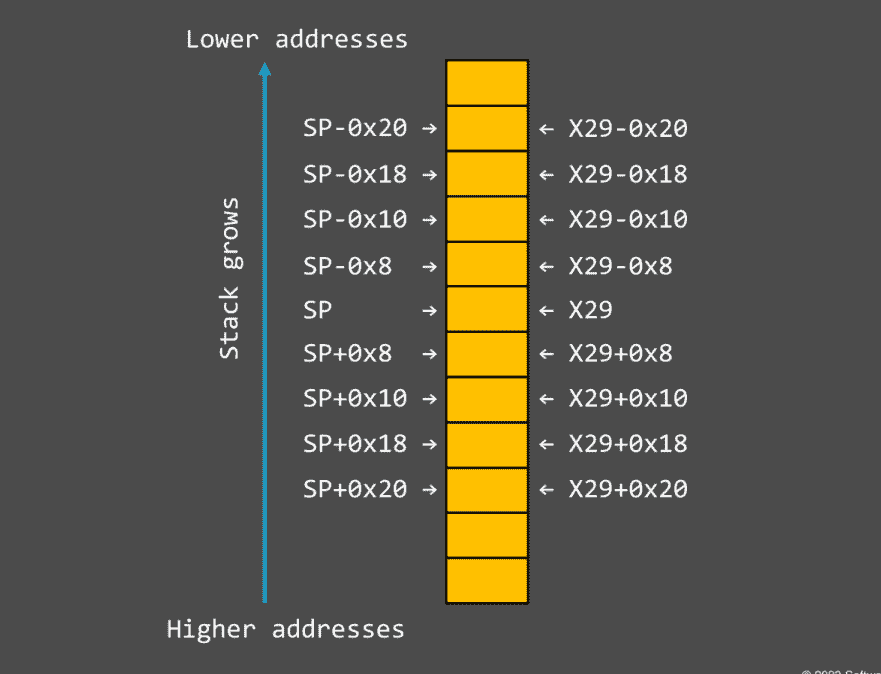 Lower addresses
SP-0x20 → ← X29-0x20
SP-0x18 → ← X29-0x18
SP-0x10 → ← X29-0x10
SP-0x8 → ← X29-0x8
SP → ← X29
SP+0x8 → ← X29+0x8
SP+0x10 → ← X29+0x10
SP+0x18 → ← X29+0x18
SP+0x20 → ← X29+0x20
Stack grows
Higher addresses